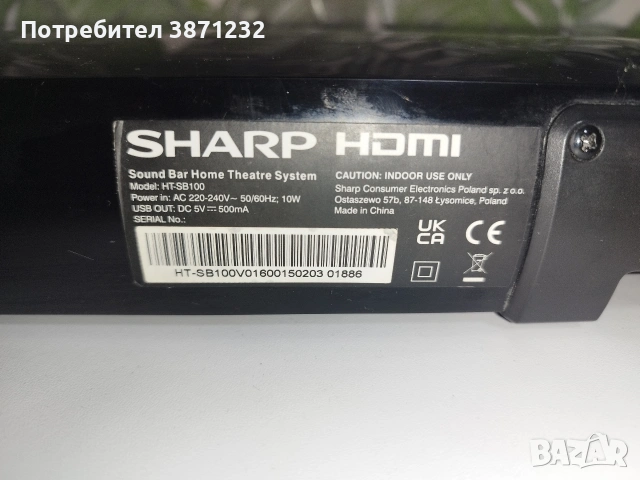 Потребител 3871232
SHARP HDMI
Sound Bar Home Theatre System
Model: HT-SB100
Power in: AC 220-240V~ 50/60Hz; 10W
USB OUT: DC 5V⎓500mA
SERIAL No.:
HT-SB100V01600150203 01886
CAUTION: INDOOR USE ONLY
Sharp Consumer Electronics Poland sp. z o.o.
Ostaszewo 57b, 87-148 Łysomice, Poland
Made in China
UK
CA CE
BAZAR